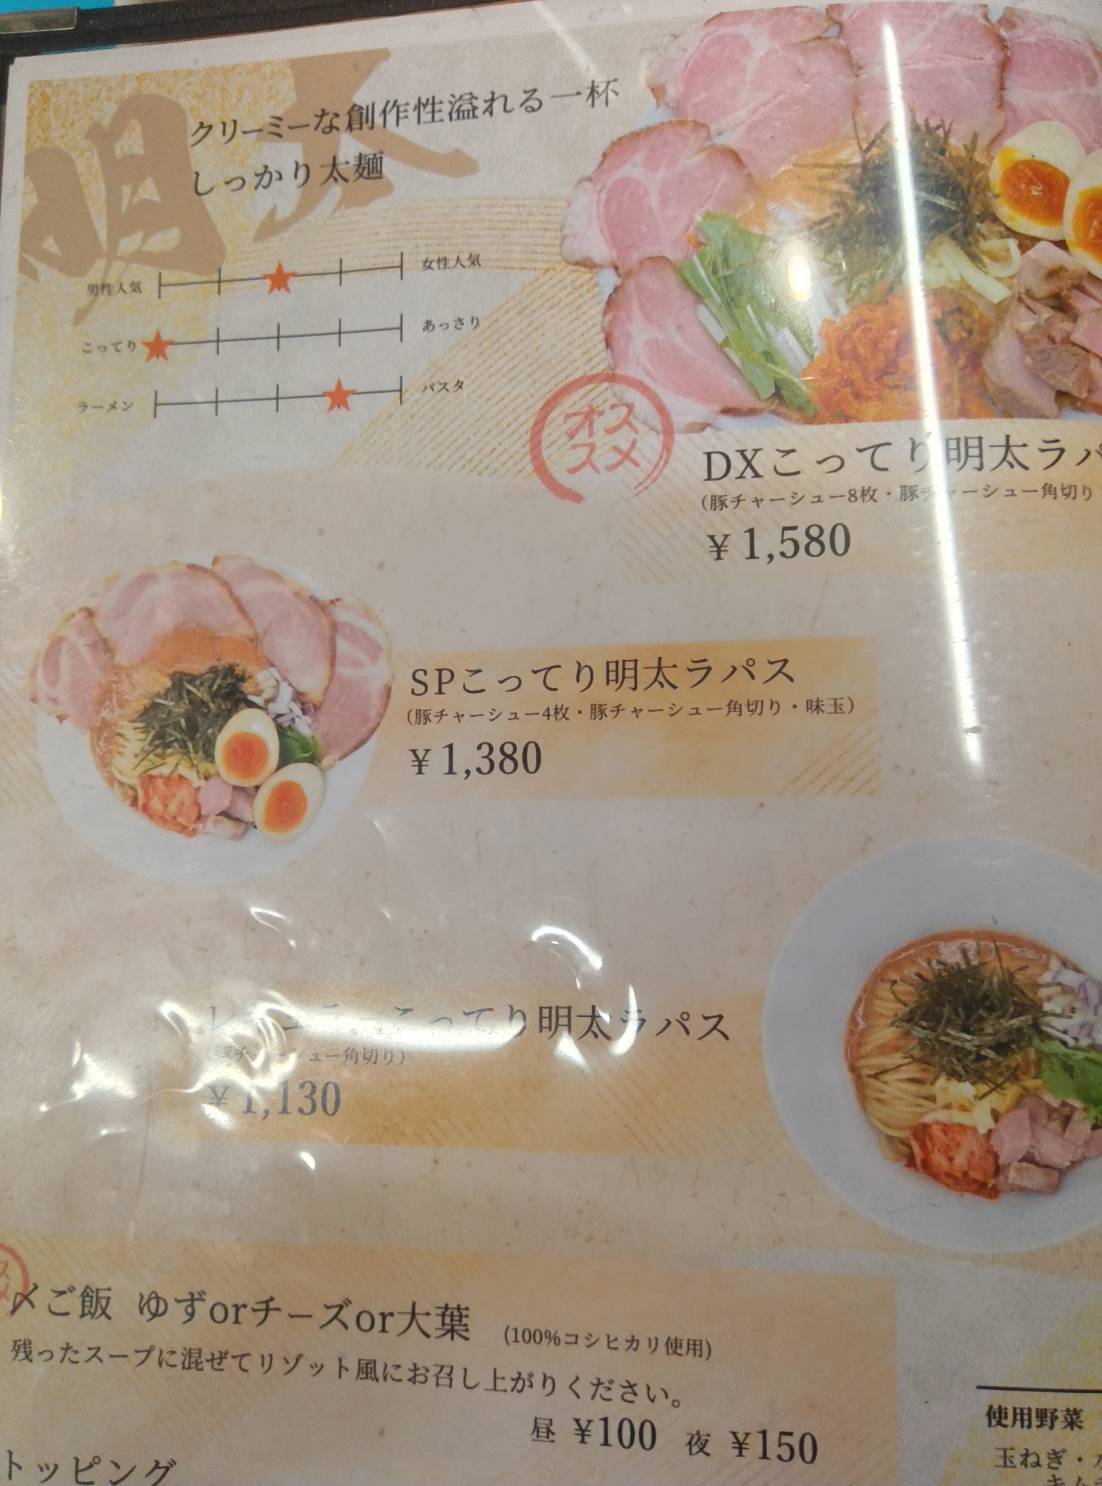 明太
クリーミーな創作性溢れる一杯
しっかり太麺
男性人気 女性人気
こってり あっさり
ラーメン パスタ
オス
スメ
DXこってり明太ラパ
(豚チャーシュー8枚・豚チャーシュー角切り
¥1,580
SPこってり明太ラパス
(豚チャーシュー4枚・豚チャーシュー角切り・味玉)
¥1,380
こってり明太ラパス
(豚チャーシュー角切り)
¥1,130
〆ご飯 ゆずorチーズor大葉 (100%コシヒカリ使用)
残ったスープに混ぜてリゾット風にお召し上がりください。
昼 ¥100 夜 ¥150
トッピング
使用野菜
玉ねぎ・
キム